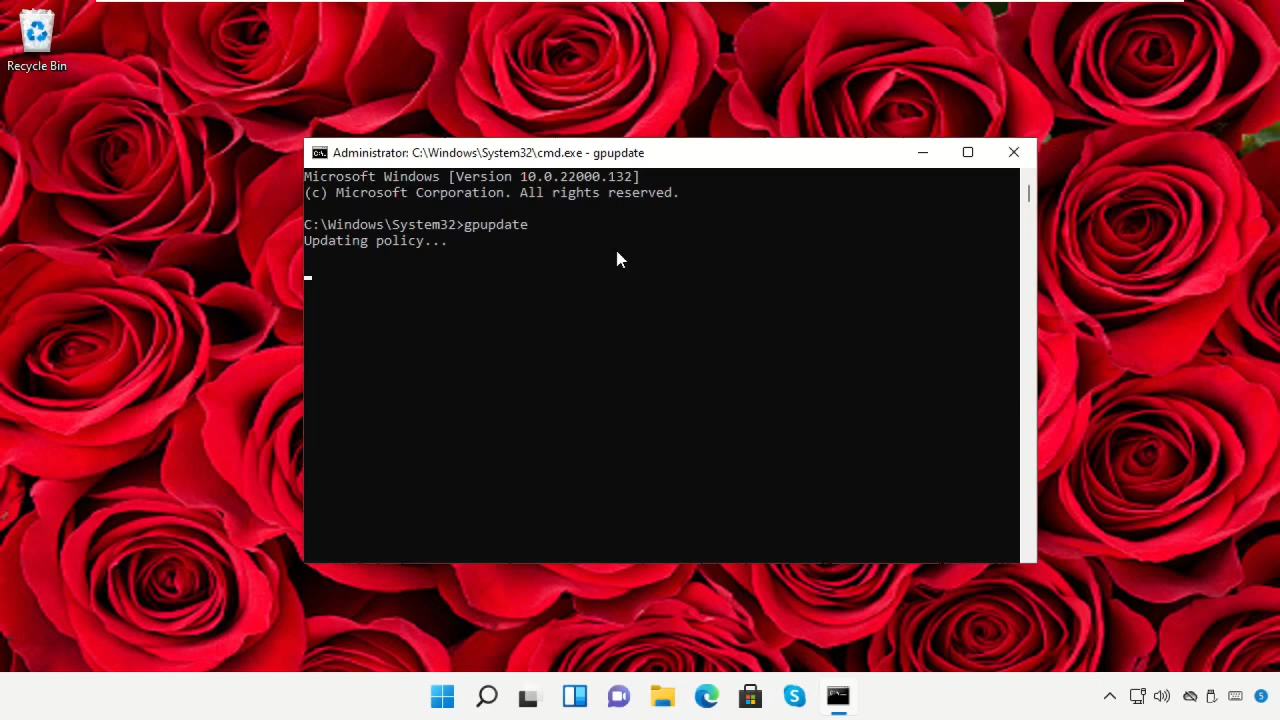 Recycle Bin
Administrator: C:\Windows\System32\cmd.exe - gpupdate
Microsoft Windows [Version 10.0.22000.132]
(c) Microsoft Corporation. All rights reserved.
C:\Windows\System32>gpupdate
Updating policy...
5